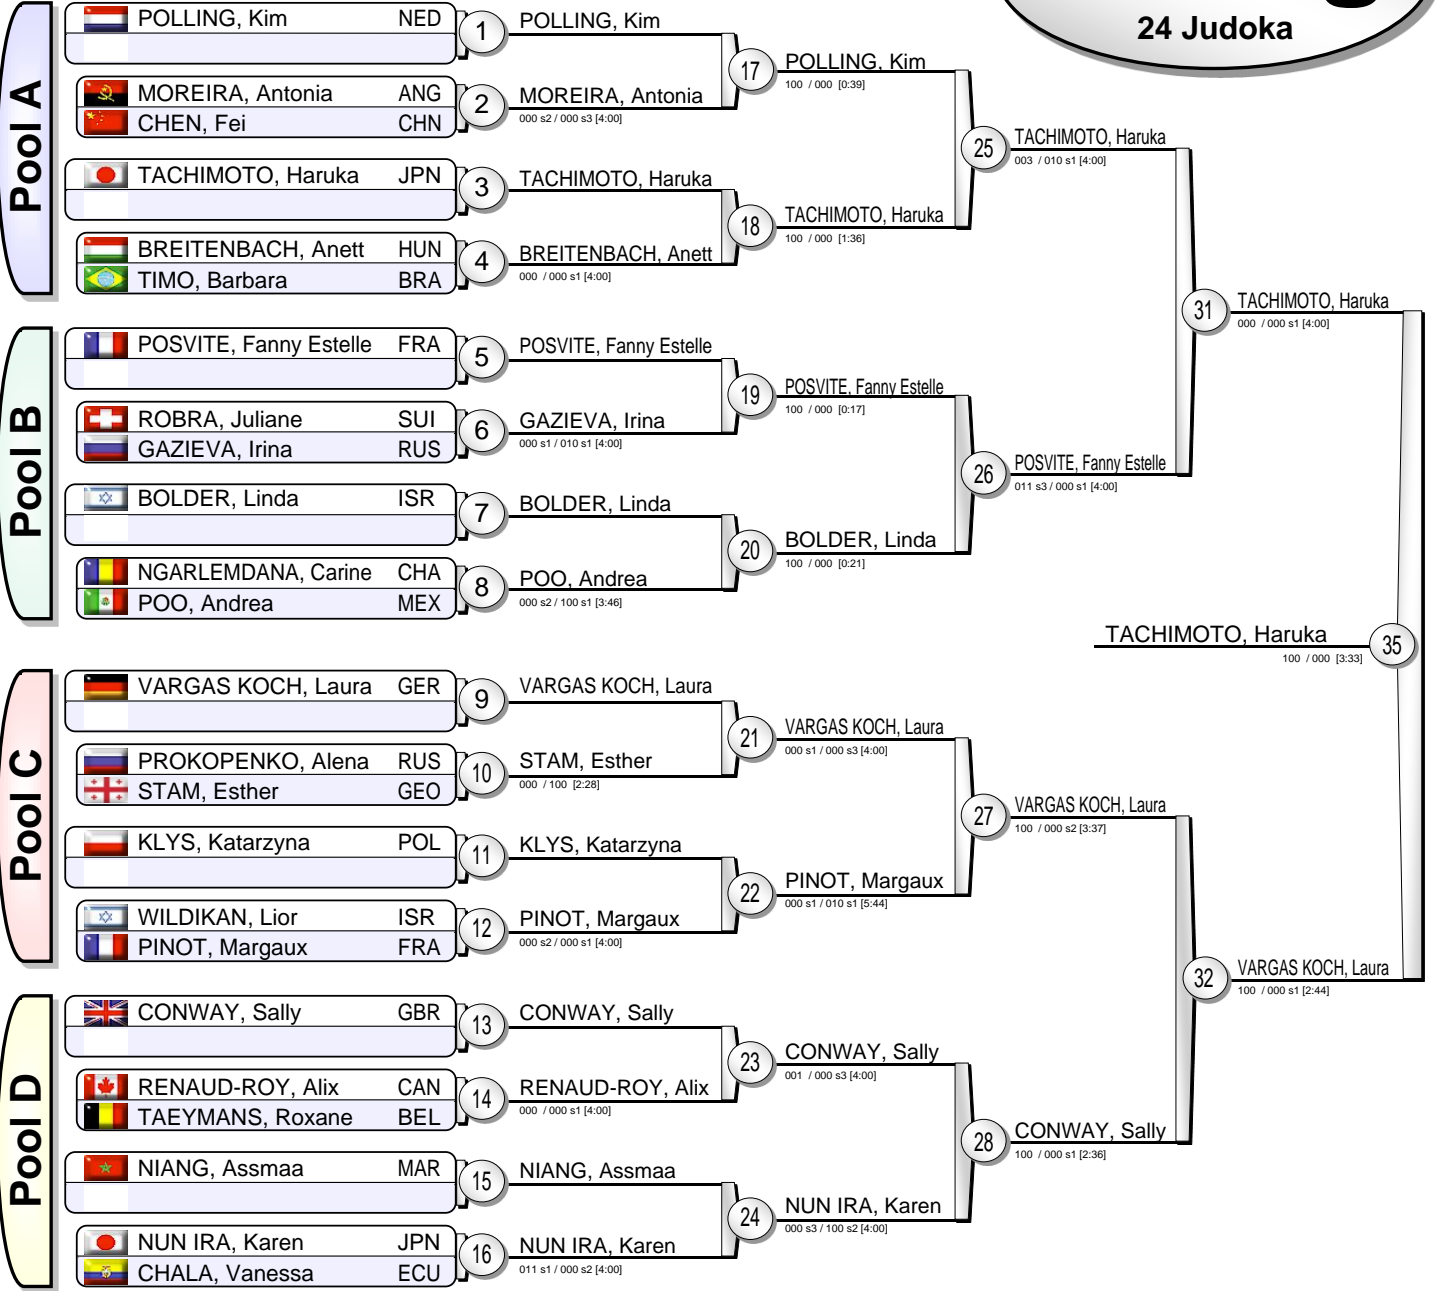 24 Judoka
Pool A
POLLING, Kim NED
1
POLLING, Kim
MOREIRA, Antonia ANG
CHEN, Fei CHN
2
MOREIRA, Antonia
000 s2 / 000 s3 [4:00]
17
POLLING, Kim
100 / 000 [0:39]
TACHIMOTO, Haruka JPN
3
TACHIMOTO, Haruka
BREITENBACH, Anett HUN
TIMO, Barbara BRA
4
BREITENBACH, Anett
000 / 000 s1 [4:00]
18
TACHIMOTO, Haruka
100 / 000 [1:36]
25
TACHIMOTO, Haruka
003 / 010 s1 [4:00]
Pool B
POSVITE, Fanny Estelle FRA
5
POSVITE, Fanny Estelle
ROBRA, Juliane SUI
GAZIEVA, Irina RUS
6
GAZIEVA, Irina
000 s1 / 010 s1 [4:00]
19
POSVITE, Fanny Estelle
100 / 000 [0:17]
BOLDER, Linda ISR
7
BOLDER, Linda
NGARLEMDANA, Carine CHA
POO, Andrea MEX
8
POO, Andrea
000 s2 / 100 s1 [3:46]
20
BOLDER, Linda
100 / 000 [0:21]
26
POSVITE, Fanny Estelle
011 s3 / 000 s1 [4:00]
31
TACHIMOTO, Haruka
000 / 000 s1 [4:00]
TACHIMOTO, Haruka
100 / 000 [3:33]
35
Pool C
VARGAS KOCH, Laura GER
9
VARGAS KOCH, Laura
PROKOPENKO, Alena RUS
STAM, Esther GEO
10
STAM, Esther
000 / 100 [2:28]
21
VARGAS KOCH, Laura
000 s1 / 000 s3 [4:00]
KLYS, Katarzyna POL
11
KLYS, Katarzyna
WILDIKAN, Lior ISR
PINOT, Margaux FRA
12
PINOT, Margaux
000 s2 / 000 s1 [4:00]
22
PINOT, Margaux
000 s1 / 010 s1 [5:44]
27
VARGAS KOCH, Laura
100 / 000 s2 [3:37]
Pool D
CONWAY, Sally GBR
13
CONWAY, Sally
RENAUD-ROY, Alix CAN
TAEYMANS, Roxane BEL
14
RENAUD-ROY, Alix
000 / 000 s1 [4:00]
23
CONWAY, Sally
001 / 000 s3 [4:00]
NIANG, Assmaa MAR
15
NIANG, Assmaa
NUN IRA, Karen JPN
CHALA, Vanessa ECU
16
NUN IRA, Karen
011 s1 / 000 s2 [4:00]
24
NUN IRA, Karen
000 s3 / 100 s2 [4:00]
28
CONWAY, Sally
100 / 000 s1 [2:36]
32
VARGAS KOCH, Laura
100 / 000 s1 [2:44]